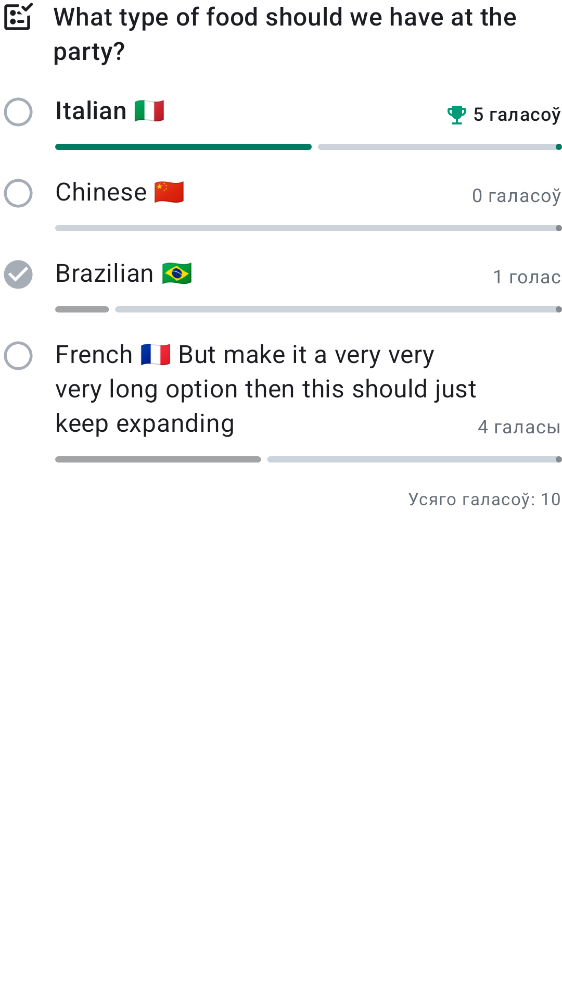 What type of food should we have at the
party?
Italian 🇮🇹
5 галасоў
Chinese 🇨🇳
0 галасоў
Brazilian 🇧🇷
1 голас
French 🇫🇷 But make it a very very
very long option then this should just
keep expanding
4 галасы
Усяго галасоў: 10